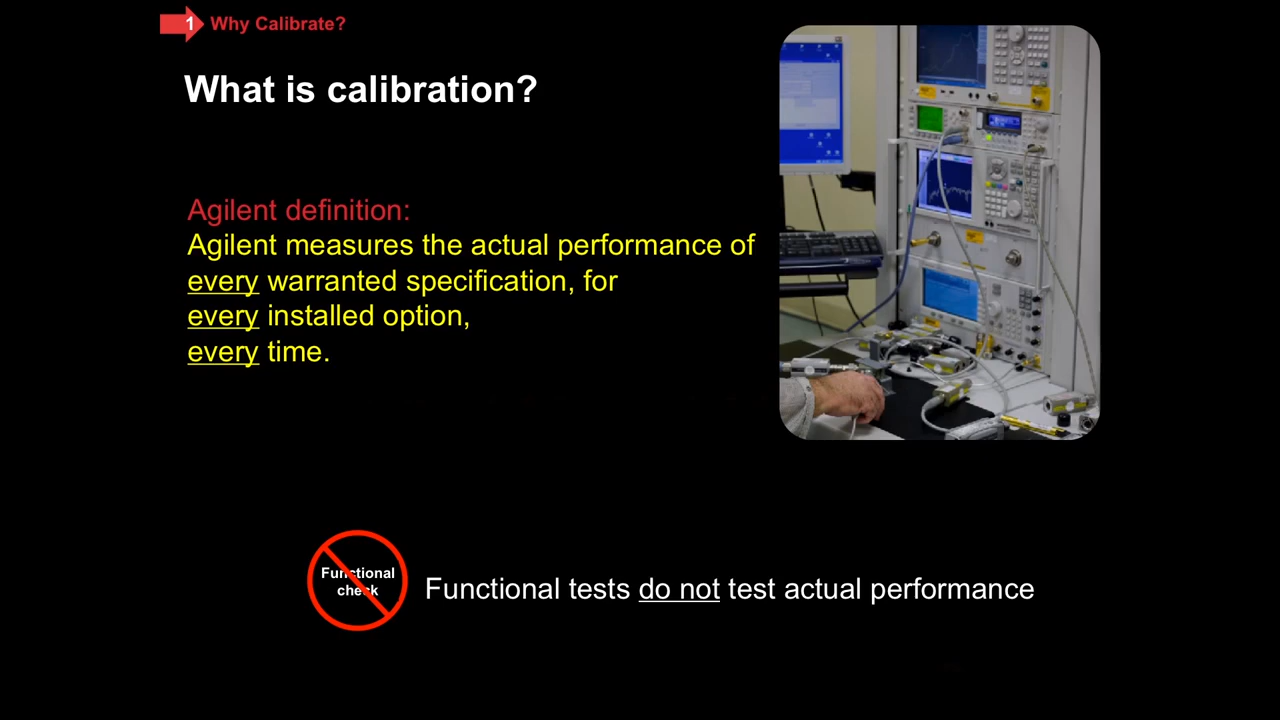 1 Why Calibrate?
What is calibration?
Agilent definition:
Agilent measures the actual performance of
every warranted specification, for
every installed option,
every time.
Functional
check
Functional tests do not test actual performance